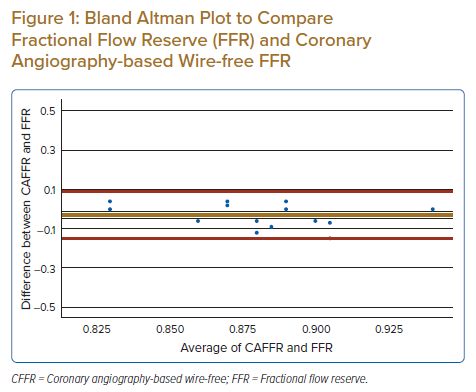 Figure 1: Bland Altman Plot to Compare
Fractional Flow Reserve (FFR) and Coronary
Angiography-based Wire-free FFR
Difference between CAFFR and FFR
0.5
0.3
0.1
–0.1
–0.3
–0.5
0.825 0.850 0.875 0.900 0.925
Average of CAFFR and FFR
CFFR = Coronary angiography-based wire-free; FFR = Fractional flow reserve.